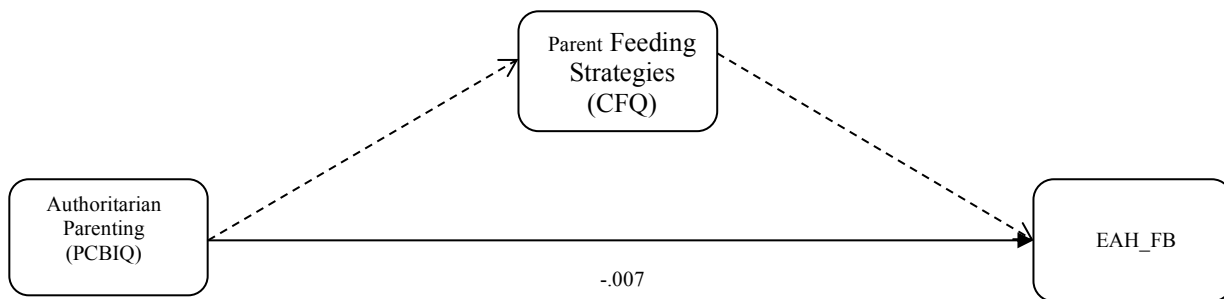 Parent Feeding
Strategies
(CFQ)
Authoritarian
Parenting
(PCBIQ)
EAH_FB
-.007